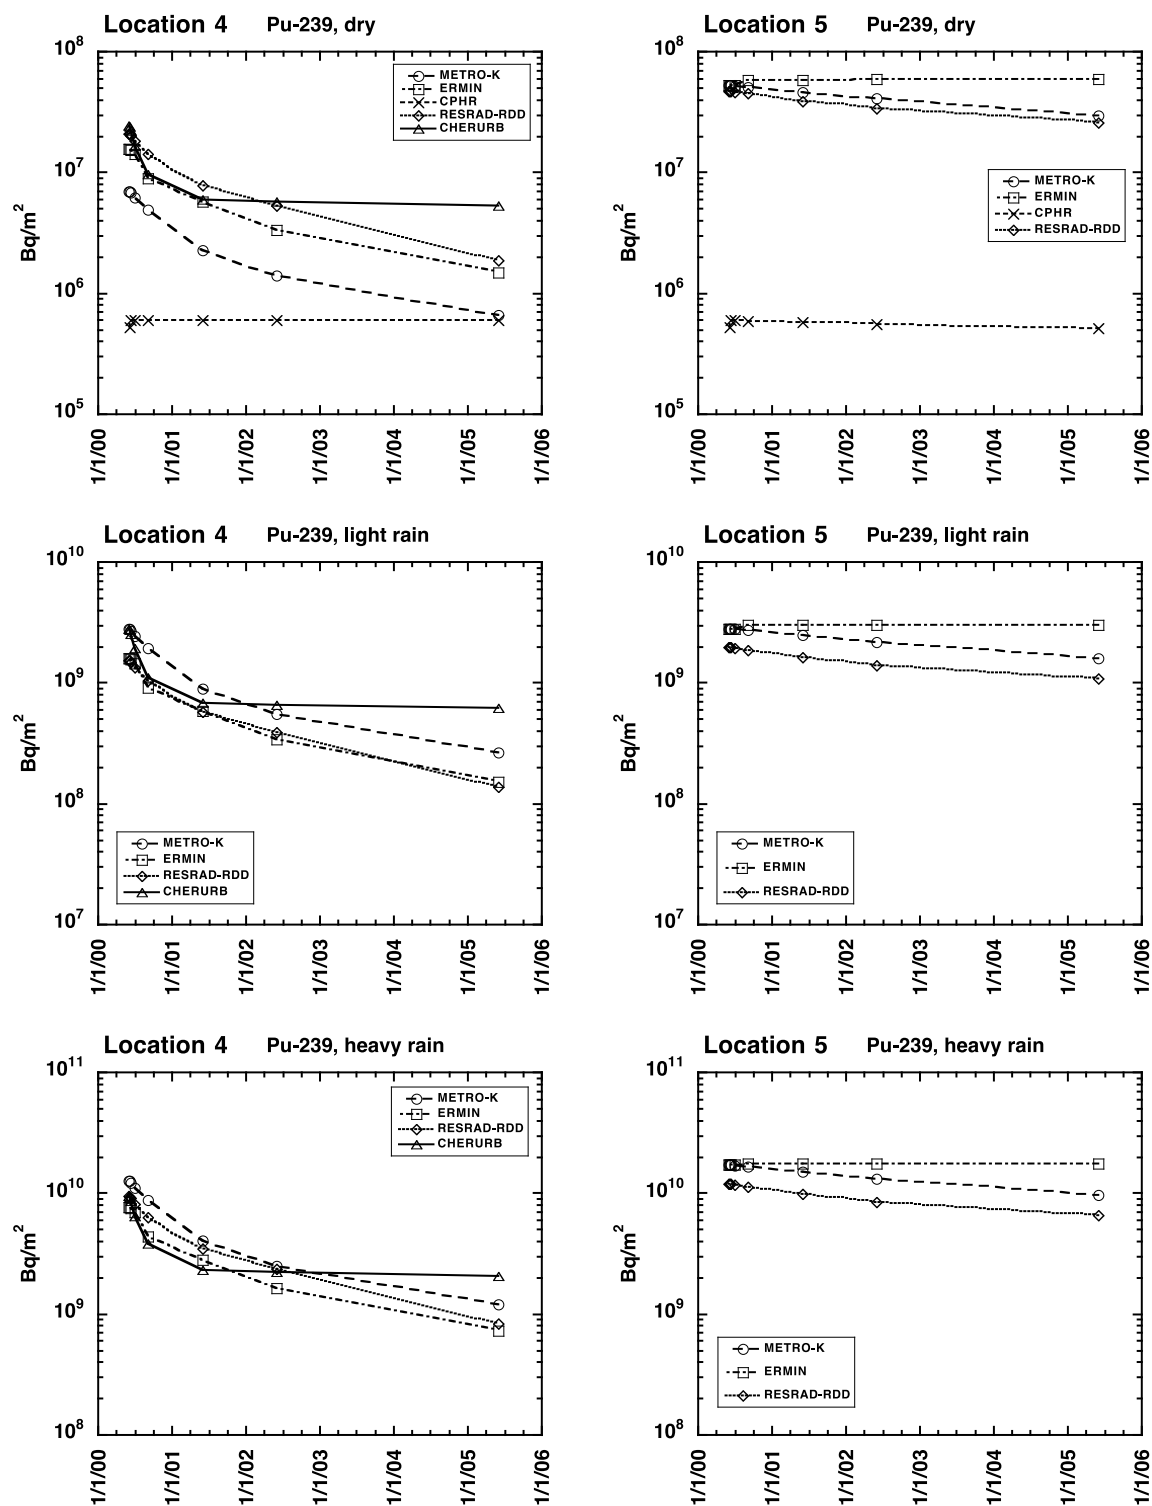 Location 4 Pu-239, dry
10^8
10^7
10^6
10^5
Bq/m^2
METRO-K
ERMIN
CPHR
RESRAD-RDD
CHERURB
1/1/00 1/1/01 1/1/02 1/1/03 1/1/04 1/1/05 1/1/06
Location 5 Pu-239, dry
10^8
10^7
10^6
10^5
Bq/m^2
METRO-K
ERMIN
CPHR
RESRAD-RDD
1/1/00 1/1/01 1/1/02 1/1/03 1/1/04 1/1/05 1/1/06
Location 4 Pu-239, light rain
10^10
10^9
10^8
10^7
Bq/m^2
METRO-K
ERMIN
RESRAD-RDD
CHERURB
1/1/00 1/1/01 1/1/02 1/1/03 1/1/04 1/1/05 1/1/06
Location 5 Pu-239, light rain
10^10
10^9
10^8
10^7
Bq/m^2
METRO-K
ERMIN
RESRAD-RDD
1/1/00 1/1/01 1/1/02 1/1/03 1/1/04 1/1/05 1/1/06
Location 4 Pu-239, heavy rain
10^11
10^10
10^9
10^8
Bq/m^2
METRO-K
ERMIN
RESRAD-RDD
CHERURB
1/1/00 1/1/01 1/1/02 1/1/03 1/1/04 1/1/05 1/1/06
Location 5 Pu-239, heavy rain
10^11
10^10
10^9
10^8
Bq/m^2
METRO-K
ERMIN
RESRAD-RDD
1/1/00 1/1/01 1/1/02 1/1/03 1/1/04 1/1/05 1/1/06